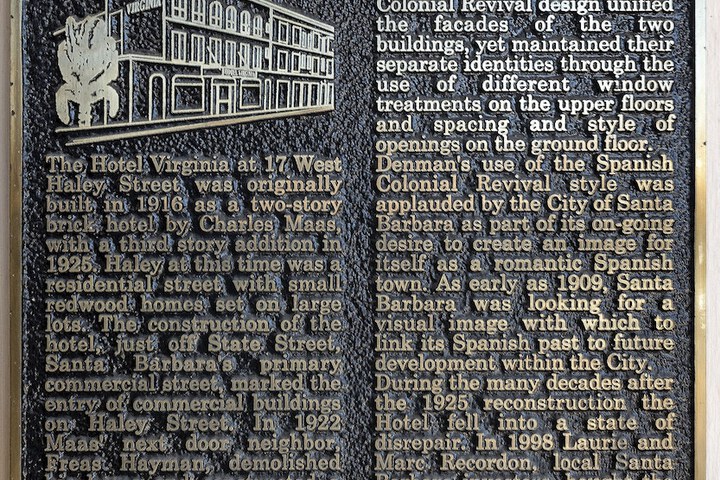 VIRGINIA
The Hotel Virginia at 17 West
Haley Street was originally
built in 1916 as a two-story
brick hotel by Charles Maas,
with a third story addition in
1925. Haley at this time was a
residential street with small
redwood homes set on large
lots. The construction of the
hotel, just off State Street,
Santa Barbara's primary
commercial street, marked the
entry of commercial buildings
on Haley Street. In 1922
Maas' next door neighbor,
Freas Hayman, demolished
Colonial Revival design unified
the facades of the two
buildings, yet maintained their
separate identities through the
use of different window
treatments on the upper floors
and spacing and style of
openings on the ground floor.
Denman's use of the Spanish
Colonial Revival style was
applauded by the City of Santa
Barbara as part of its on-going
desire to create an image for
itself as a romantic Spanish
town. As early as 1909, Santa
Barbara was looking for a
visual image with which to
link its Spanish past to future
development within the City.
During the many decades after
the 1925 reconstruction the
Hotel fell into a state of
disrepair. In 1998 Laurie and
Marc Recordon, local Santa